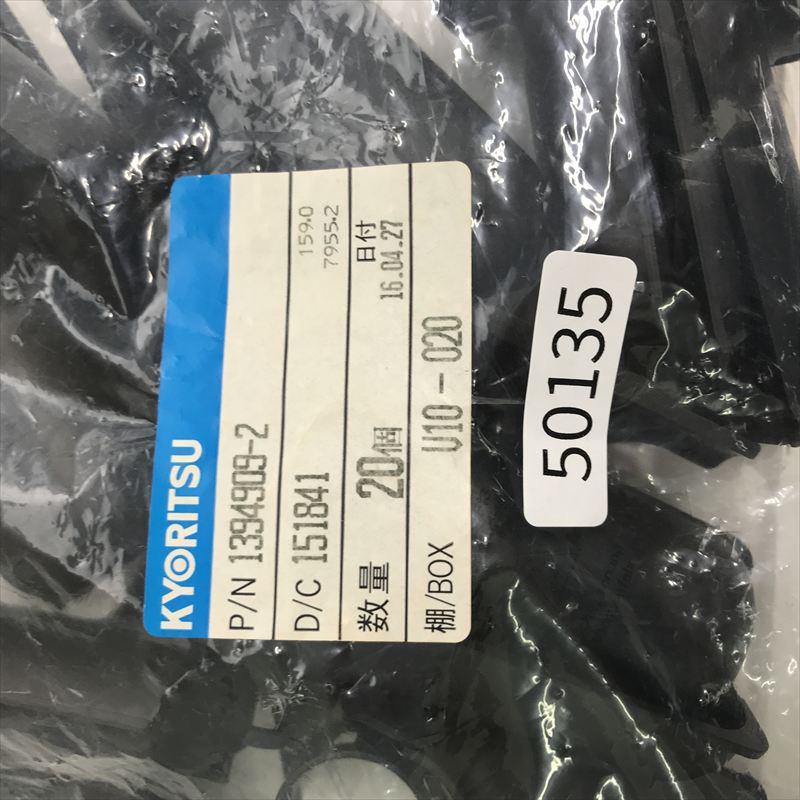 KYORITSU
P/N 1394909-2
D/C 151841
159.0
7955.2
数量 20個
日付
16.04.27
棚/BOX U10-020
50135